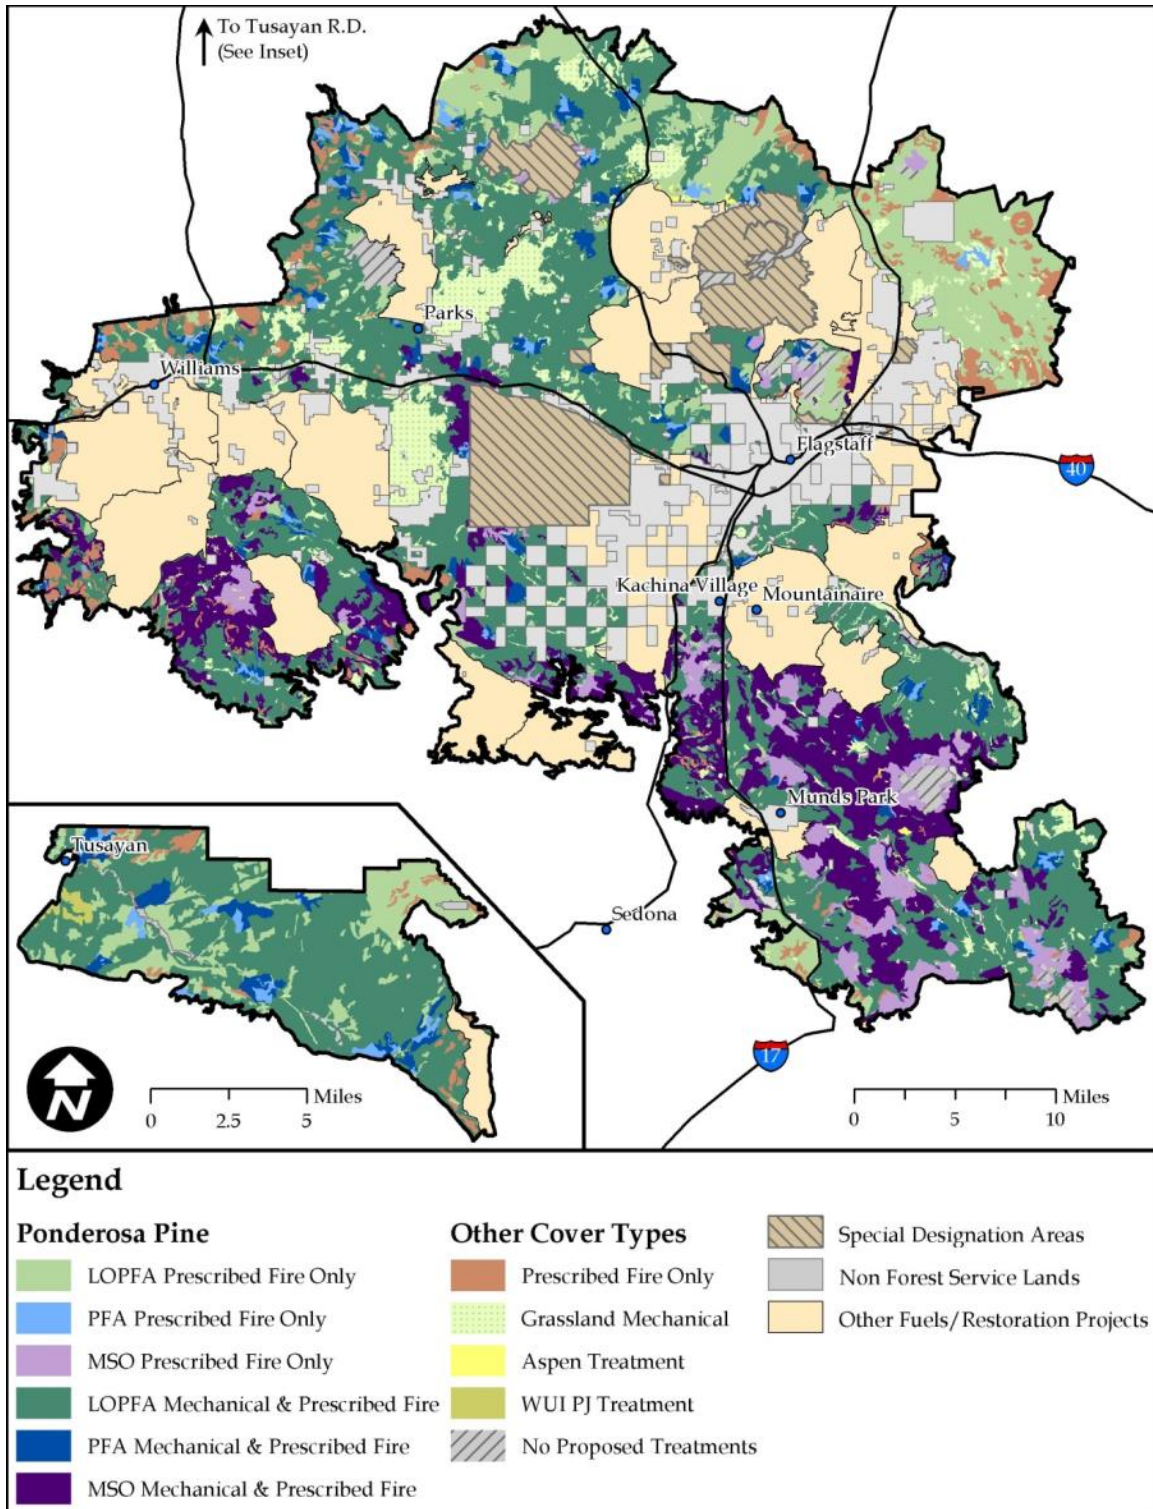 To Tusayan R.D.
(See Inset)
Parks
Williams
Flagstaff
40
Kachina Village
Mountainaire
Munds Park
Tusayan
Sedona
17
N
Miles
0 2.5 5
Miles
0 5 10
Legend
Ponderosa Pine
LOPFA Prescribed Fire Only
PFA Prescribed Fire Only
MSO Prescribed Fire Only
LOPFA Mechanical & Prescribed Fire
PFA Mechanical & Prescribed Fire
MSO Mechanical & Prescribed Fire
Other Cover Types
Prescribed Fire Only
Grassland Mechanical
Aspen Treatment
WUI PJ Treatment
No Proposed Treatments
Special Designation Areas
Non Forest Service Lands
Other Fuels/Restoration Projects